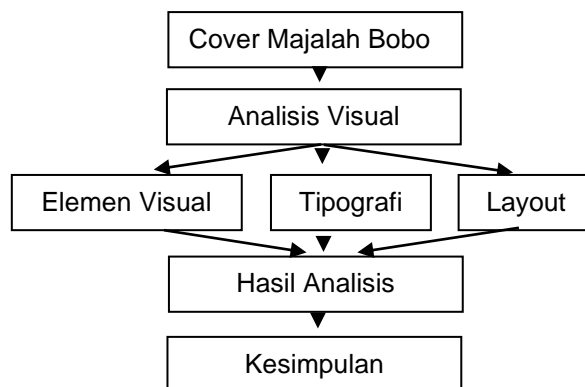 Cover Majalah Bobo
Analisis Visual
Elemen Visual
Tipografi
Layout
Hasil Analisis
Kesimpulan